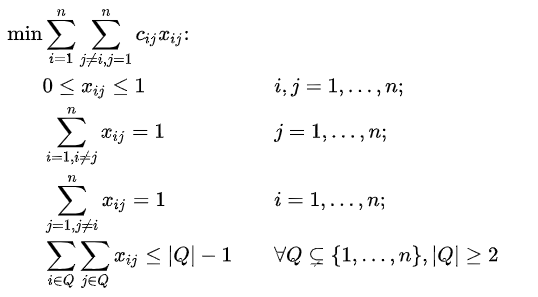 min ∑_{i=1}^{n} ∑_{j≠i,j=1}^{n} c_{ij}x_{ij}:
0 ≤ x_{ij} ≤ 1 i, j = 1, …, n;
∑_{i=1,i≠j}^{n} x_{ij} = 1 j = 1, …, n;
∑_{j=1,j≠i}^{n} x_{ij} = 1 i = 1, …, n;
∑_{i∈Q} ∑_{j∈Q} x_{ij} ≤ |Q| − 1 ∀Q ⊊ {1, …, n}, |Q| ≥ 2